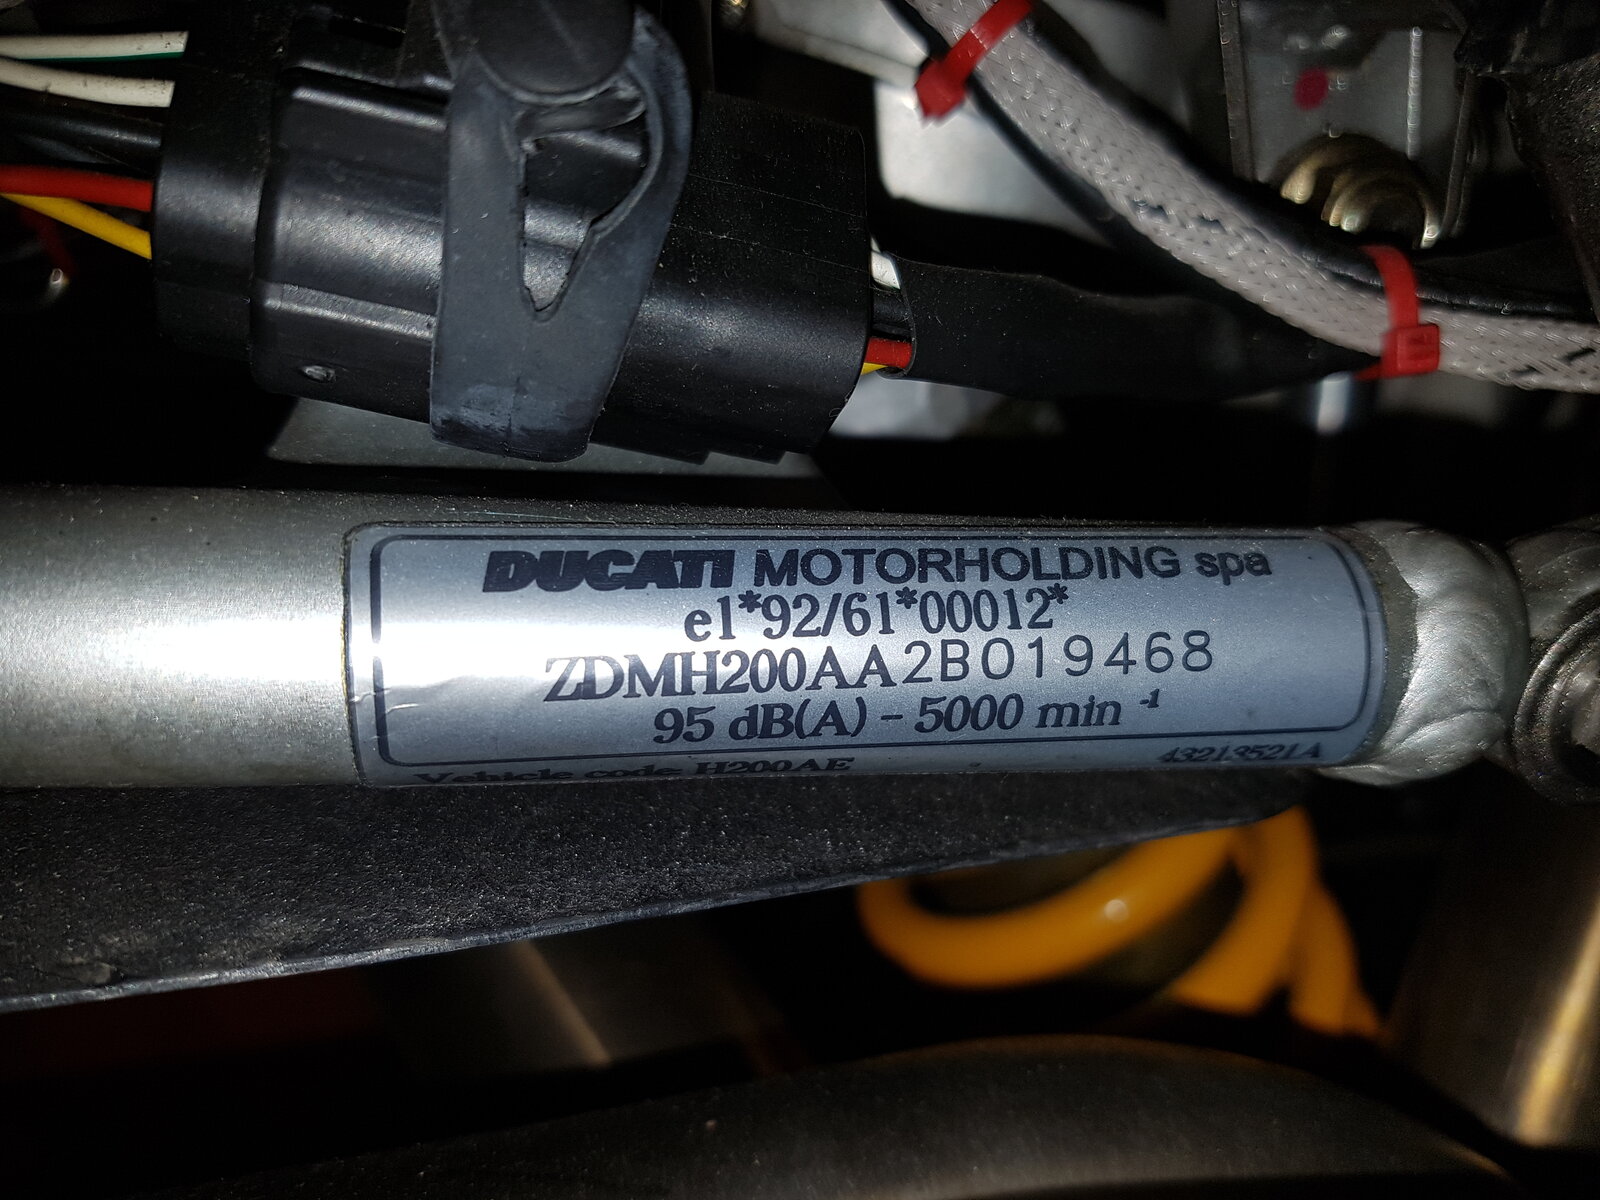 DUCATI MOTORHOLDING spa
e1*92/61*00012*
ZDMH200AA2B019468
95 dB(A) - 5000 min -1
Vehicle code H200AE 43213521A